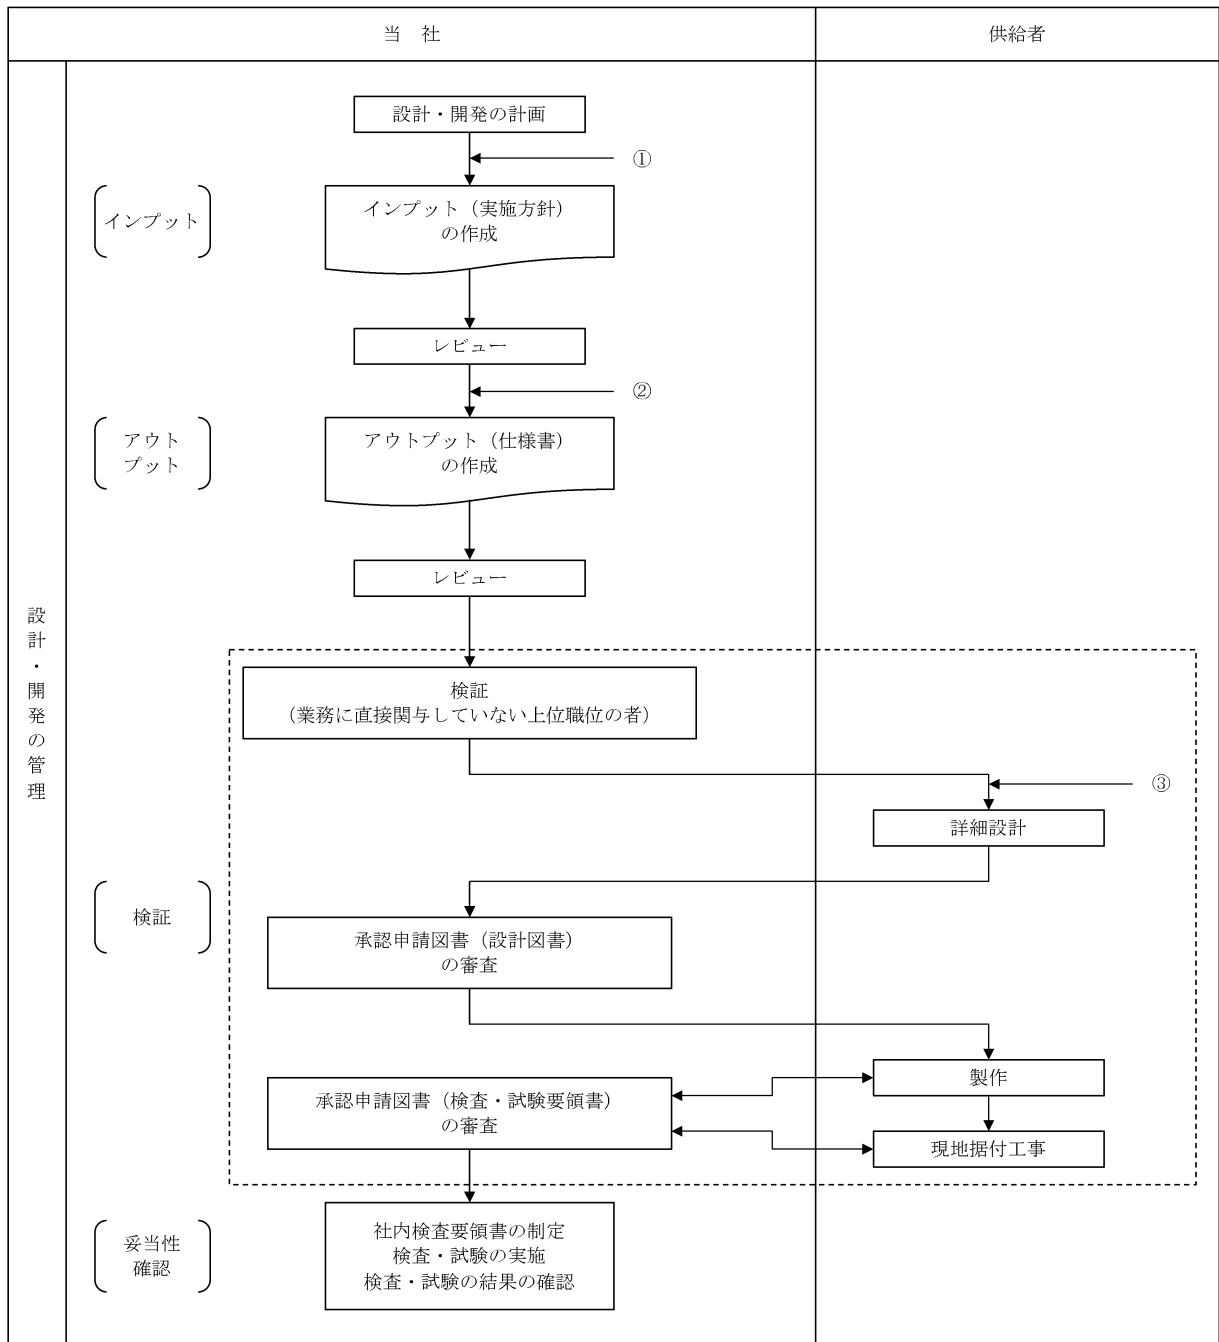 当　社
供給者
設計・開発の管理
設計・開発の計画
①
インプット
インプット（実施方針）
の作成
レビュー
②
アウト
プット
アウトプット（仕様書）
の作成
レビュー
検証
（業務に直接関与していない上位職位の者）
③
詳細設計
検証
承認申請図書（設計図書）
の審査
製作
承認申請図書（検査・試験要領書）
の審査
現地据付工事
妥当性
確認
社内検査要領書の制定
検査・試験の実施
検査・試験の結果の確認